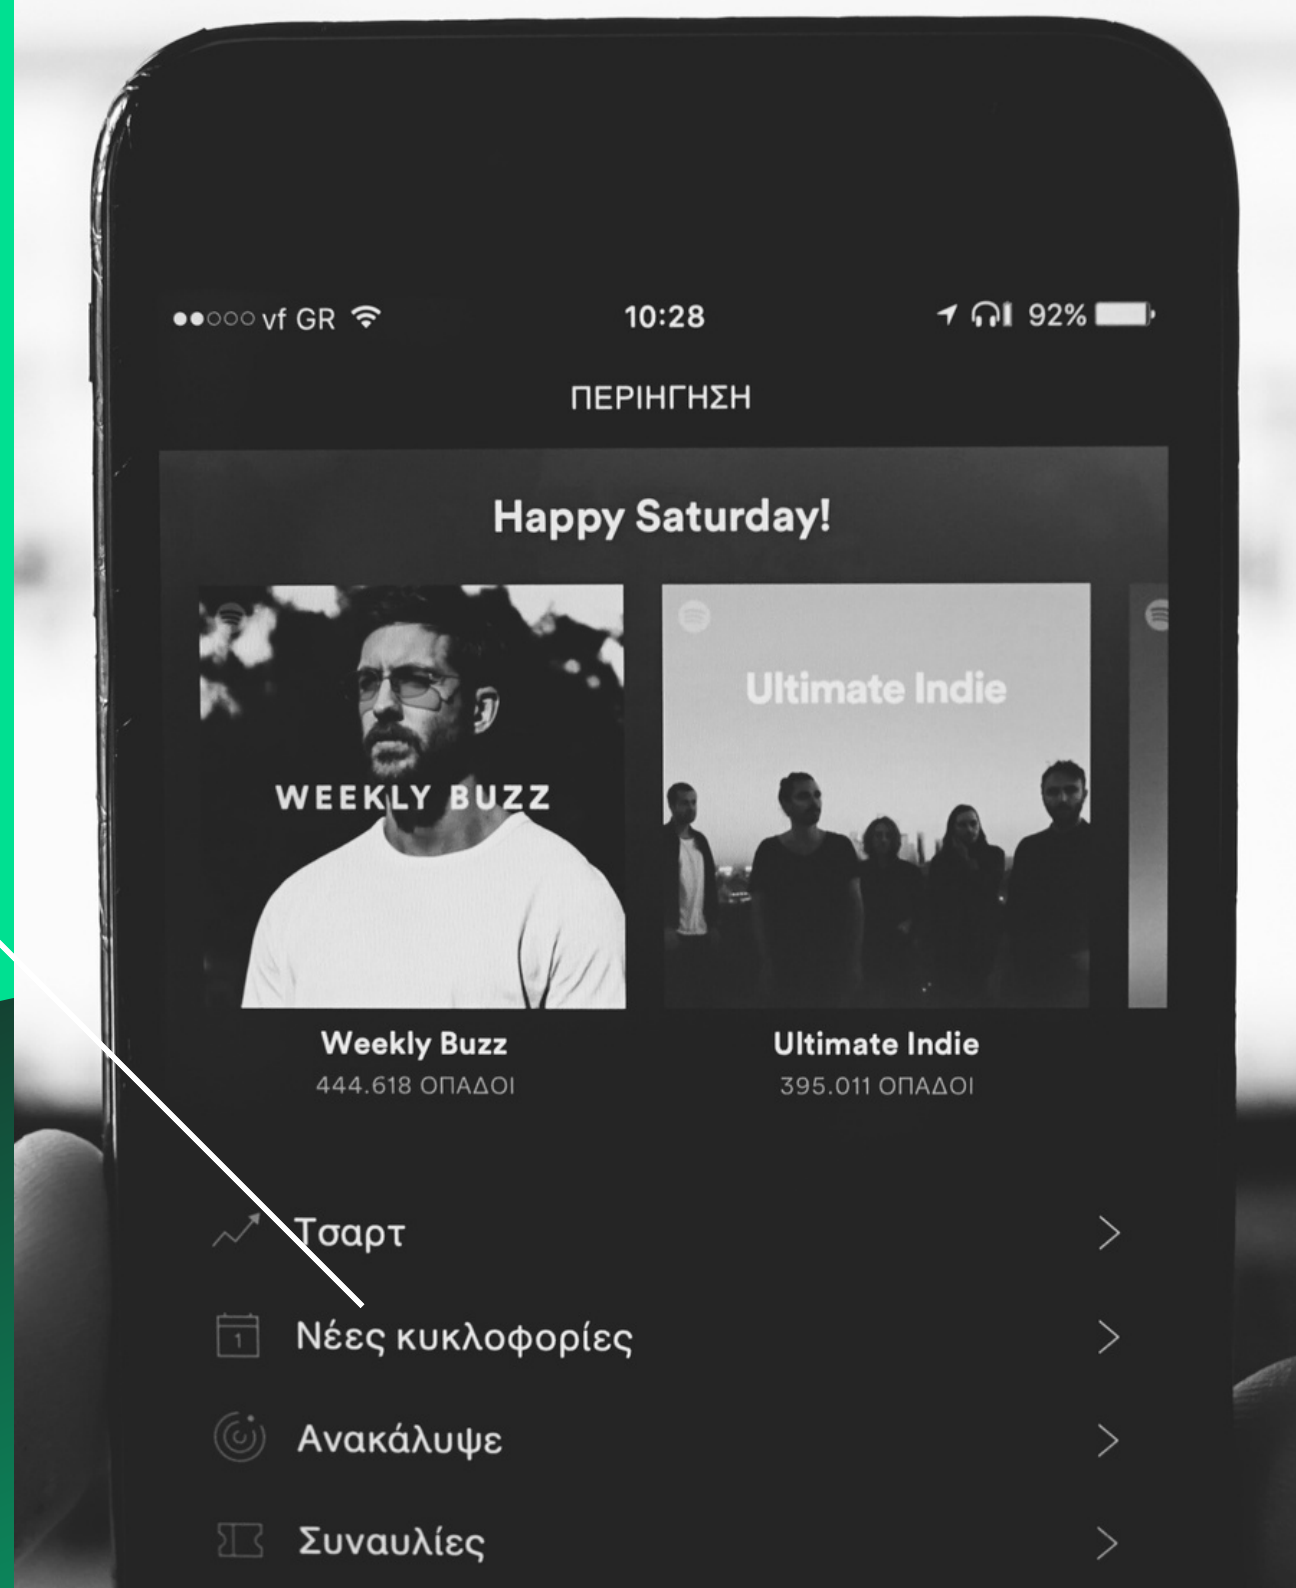 vf GR 10:28 92%
ΠΕΡΙΗΓΗΣΗ
Happy Saturday!
WEEKLY BUZZ
Ultimate Indie
Weekly Buzz
444.618 ΟΠΑΔΟΙ
Ultimate Indie
395.011 ΟΠΑΔΟΙ
Τσαρτ
1
Νέες κυκλοφορίες
Ανακάλυψε
Συναυλίες